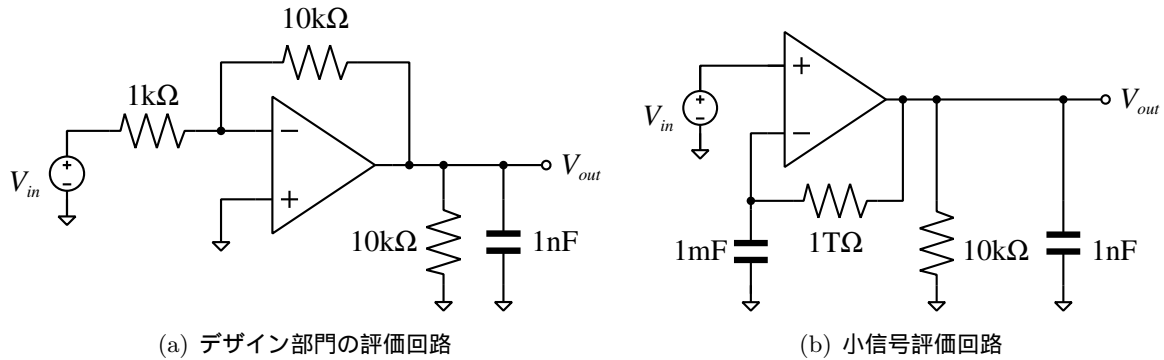 10kΩ
1kΩ
−
+
+
−
V_in
V_out
10kΩ
1nF
(a) デザイン部門の評価回路
+
−
+
−
V_in
V_out
1TΩ
1mF
10kΩ
1nF
(b) 小信号評価回路